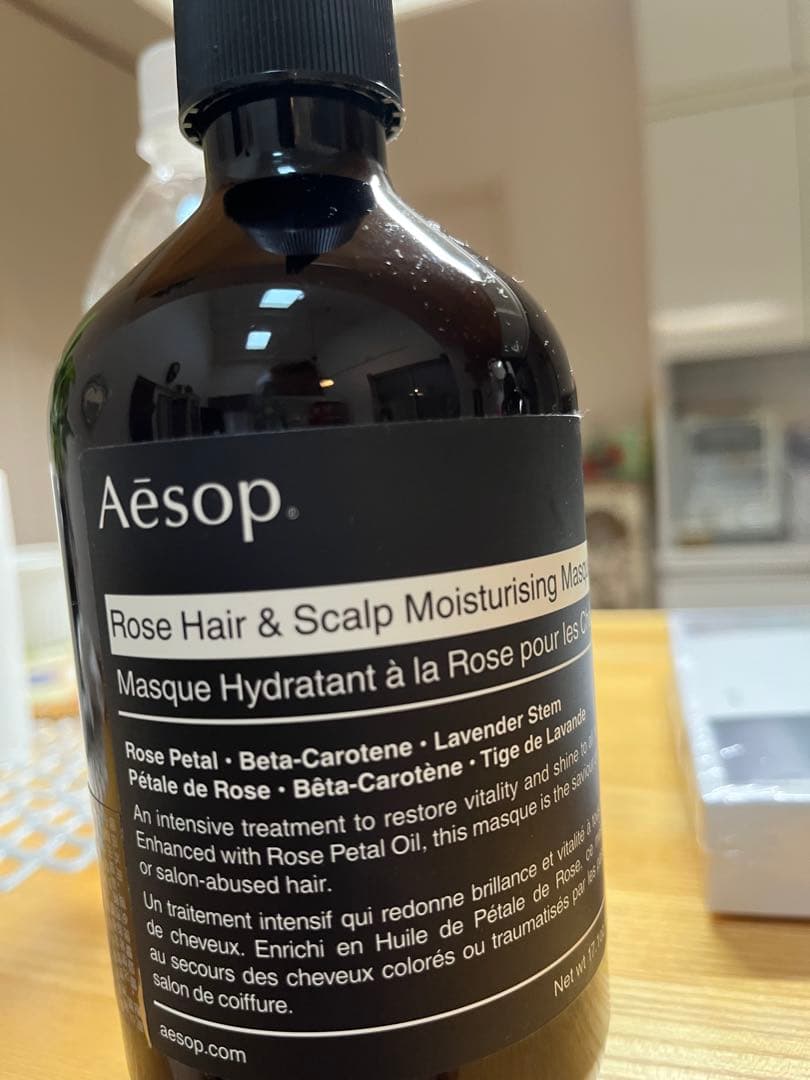 Aēsop®
Rose Hair & Scalp Moisturising
Masque Hydratant à la Rose pour les
Rose Petal • Beta-Carotene • Lavender Stem
Pétale de Rose • Bêta-Carotène • Tige de Lavande
An intensive treatment to restore vitality and shine to
Enhanced with Rose Petal Oil, this masque is the saviour
or salon-abused hair.
Un traitement intensif qui redonne brillance et vitalité à
de cheveux. Enrichi en Huile de Pétale de Rose, ce
au secours des cheveux colorés ou traumatisés par les
salon de coiffure.
Net wt
aesop.com